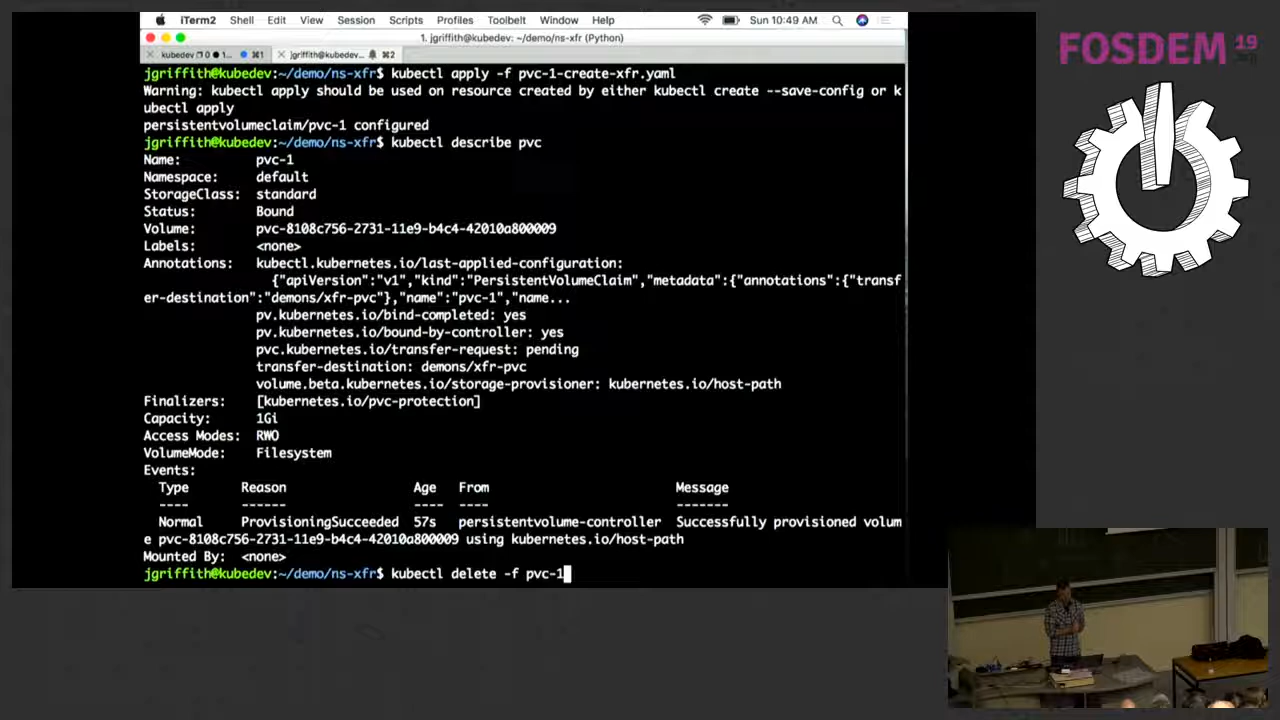 iTerm2 Shell Edit View Session Scripts Profiles Toolbelt Window Help Sun 10:49 AM
1. jgriffith@kubedev: ~/demo/ns-xfr (Python)
kubedev ⌘1 jgriffith@kubedev... ⌘2
jgriffith@kubedev:~/demo/ns-xfr$ kubectl apply -f pvc-1-create-xfr.yaml
Warning: kubectl apply should be used on resource created by either kubectl create --save-config or k
ubectl apply
persistentvolumeclaim/pvc-1 configured
jgriffith@kubedev:~/demo/ns-xfr$ kubectl describe pvc
Name: pvc-1
Namespace: default
StorageClass: standard
Status: Bound
Volume: pvc-8108c756-2731-11e9-b4c4-42010a800009
Labels: <none>
Annotations: kubectl.kubernetes.io/last-applied-configuration:
{"apiVersion":"v1","kind":"PersistentVolumeClaim","metadata":{"annotations":{"transf
er-destination":"demons/xfr-pvc"},"name":"pvc-1","name...
pv.kubernetes.io/bind-completed: yes
pv.kubernetes.io/bound-by-controller: yes
pvc.kubernetes.io/transfer-request: pending
transfer-destination: demons/xfr-pvc
volume.beta.kubernetes.io/storage-provisioner: kubernetes.io/host-path
Finalizers: [kubernetes.io/pvc-protection]
Capacity: 1Gi
Access Modes: RWO
VolumeMode: Filesystem
Events:
Type Reason Age From Message
---- ------ ---- ---- -------
Normal ProvisioningSucceeded 57s persistentvolume-controller Successfully provisioned volum
e pvc-8108c756-2731-11e9-b4c4-42010a800009 using kubernetes.io/host-path
Mounted By: <none>
jgriffith@kubedev:~/demo/ns-xfr$ kubectl delete -f pvc-1
FOSDEM 19